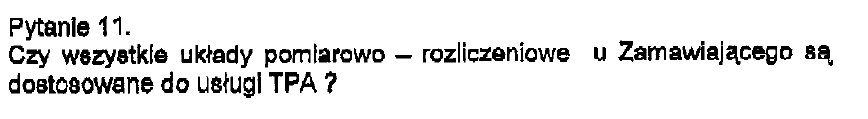 Pytanie 11.
Czy wszystkie układy pomiarowo – rozliczeniowe u Zamawiającego są
dostosowane do usługi TPA ?